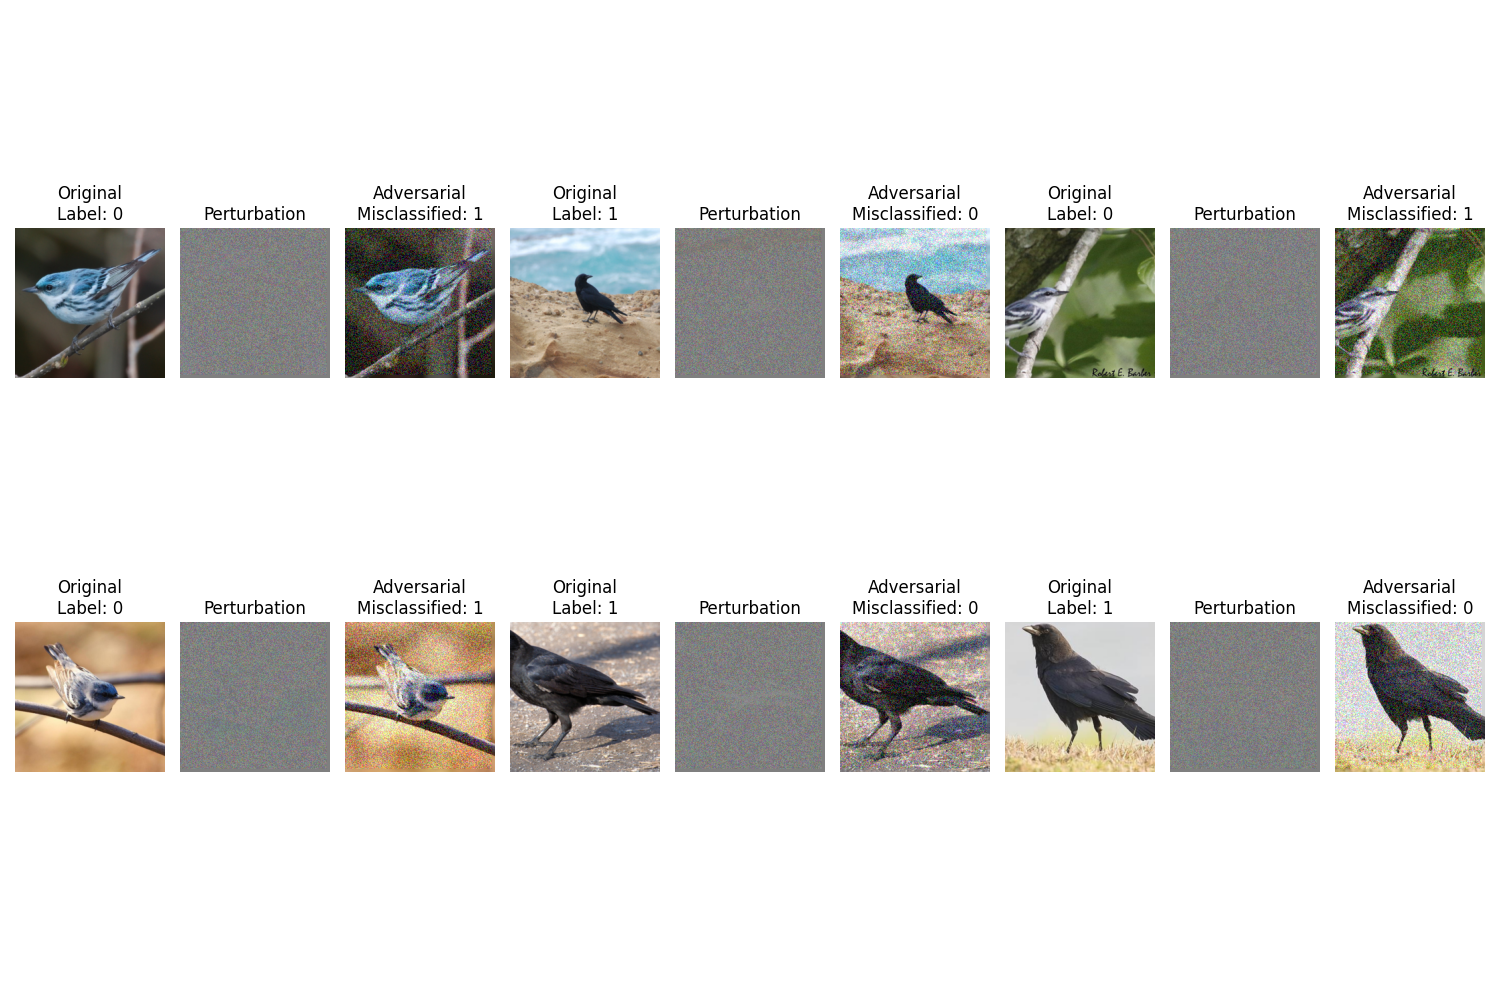 Original
Label: 0
Perturbation
Adversarial
Misclassified: 1
Original
Label: 1
Perturbation
Adversarial
Misclassified: 0
Original
Label: 0
Robert E. Barber
Perturbation
Adversarial
Misclassified: 1
Robert E. Barber
Original
Label: 0
Perturbation
Adversarial
Misclassified: 1
Original
Label: 1
Perturbation
Adversarial
Misclassified: 0
Original
Label: 1
Perturbation
Adversarial
Misclassified: 0